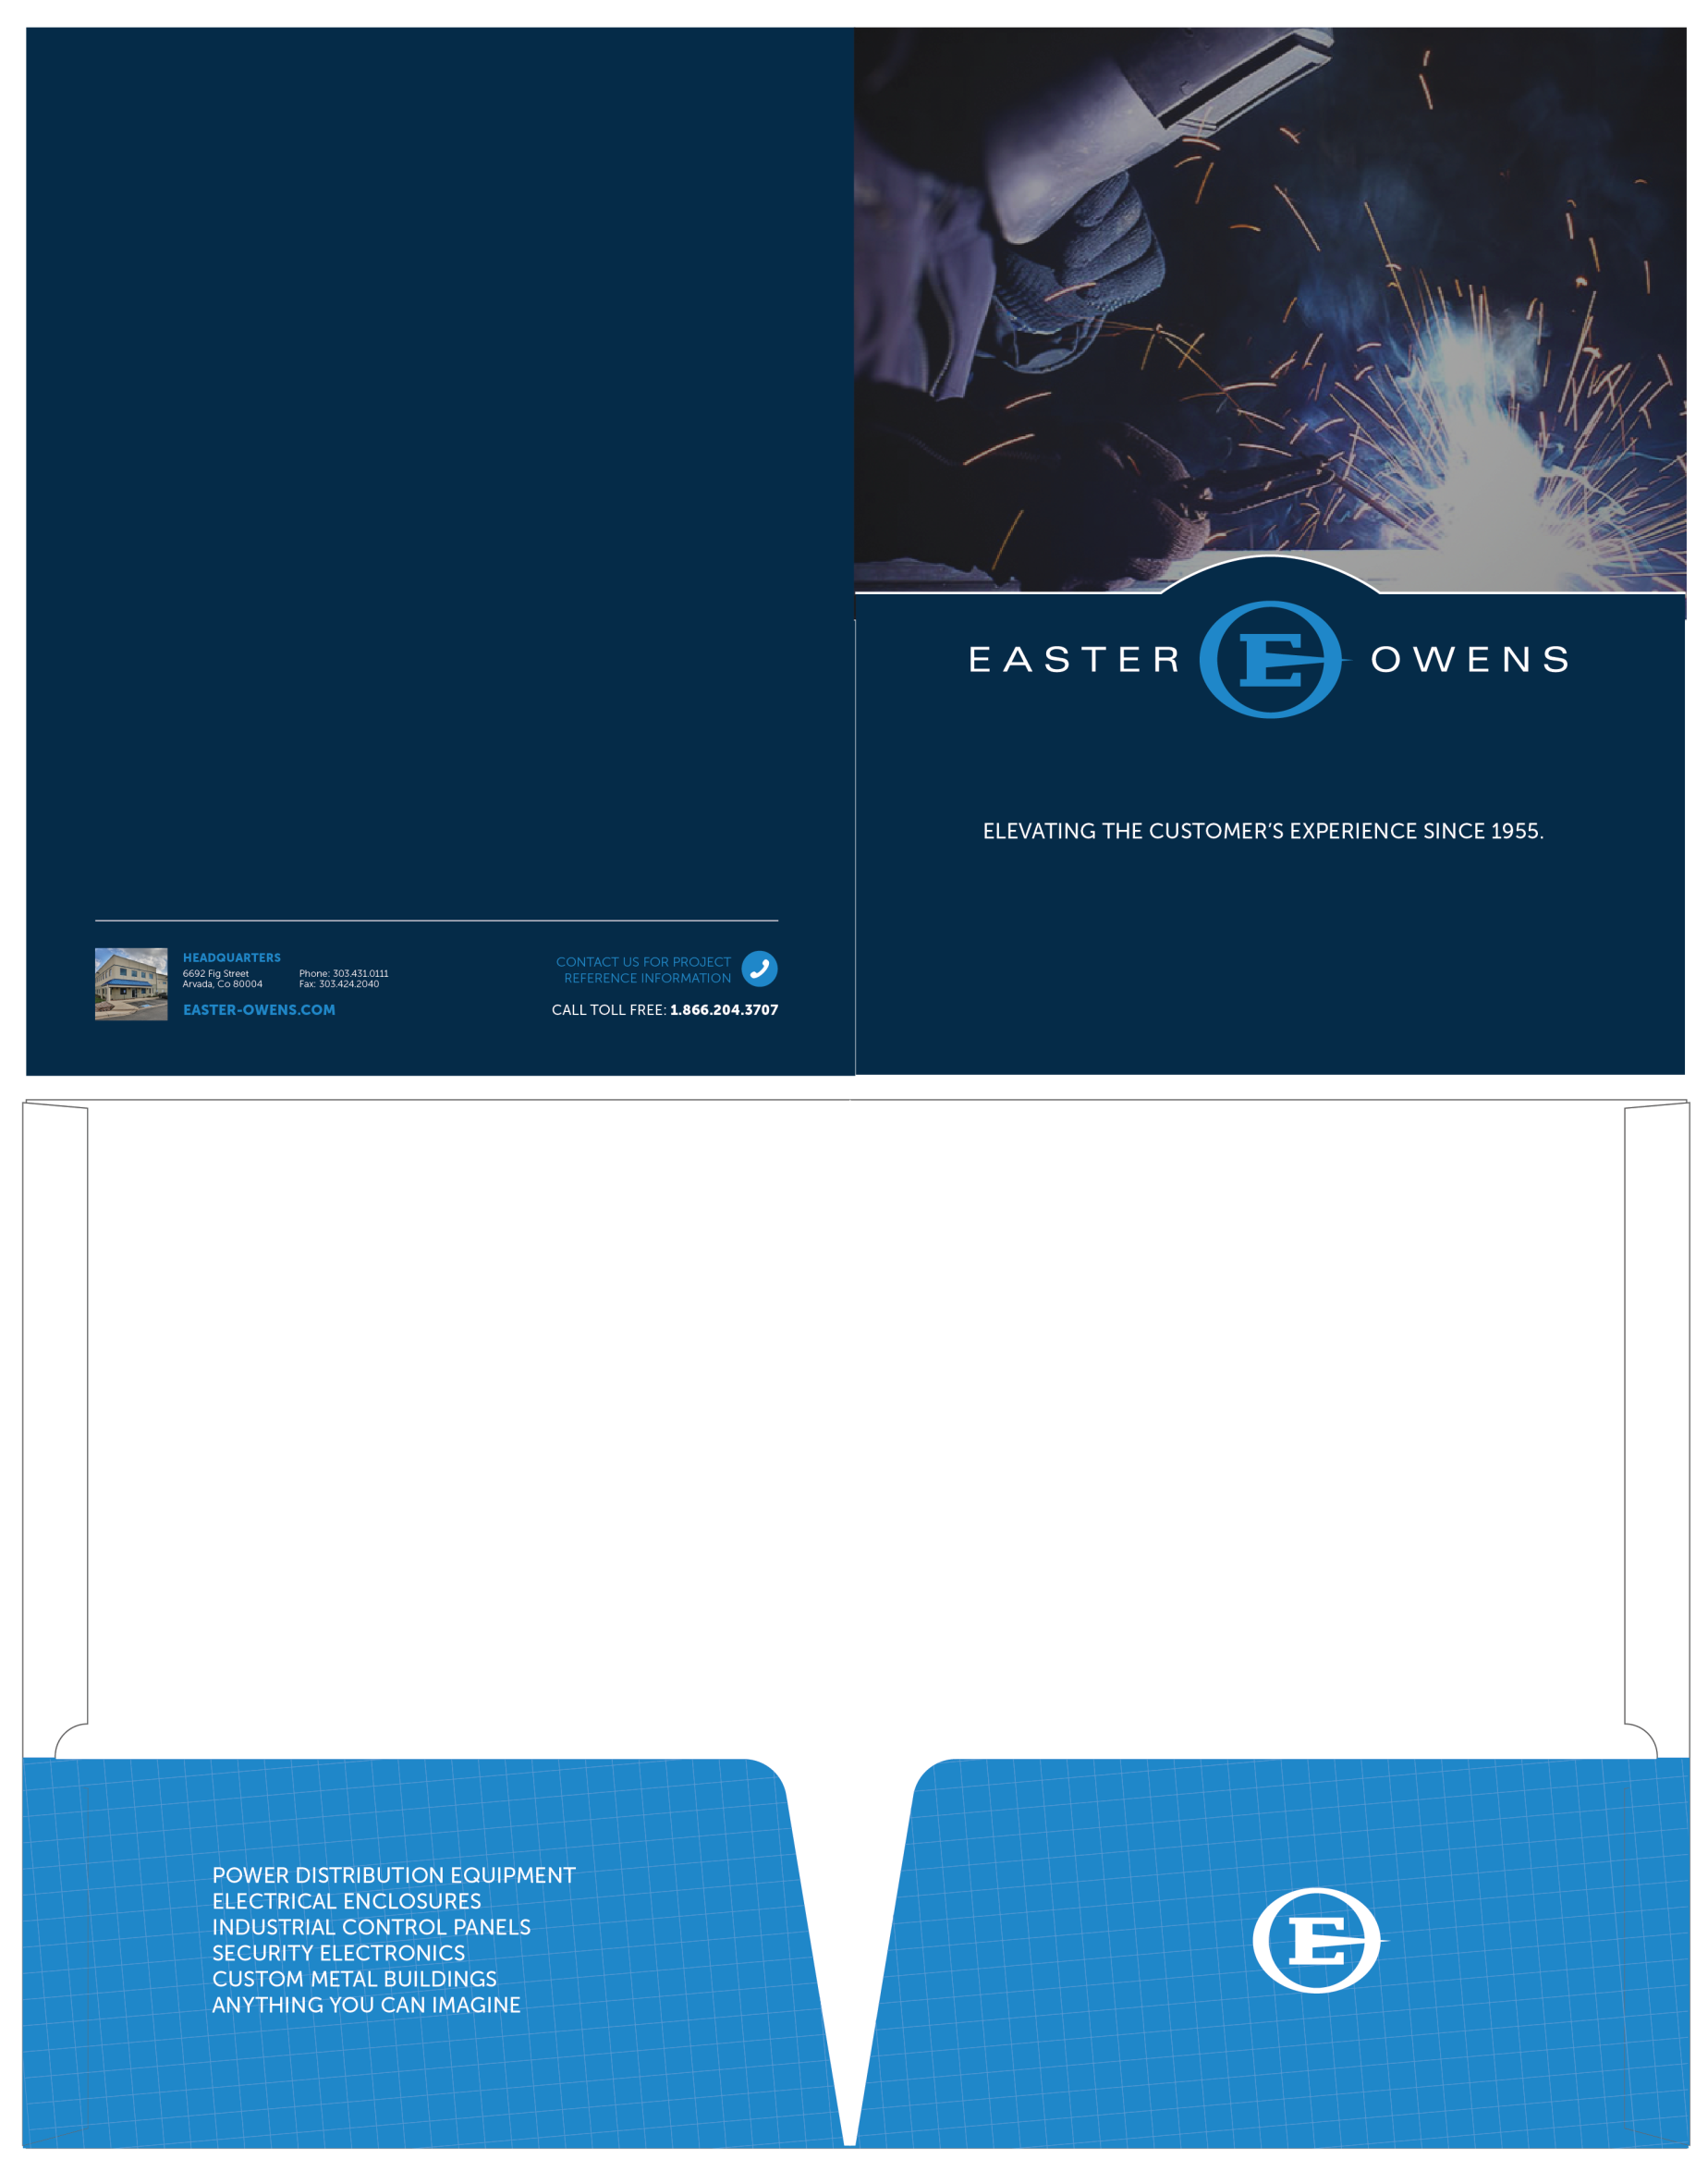 EASTER E OWENS
ELEVATING THE CUSTOMER’S EXPERIENCE SINCE 1955.
HEADQUARTERS
6692 Fig Street
Arvada, Co 80004
Phone: 303.431.0111
Fax: 303.424.2040
EASTER-OWENS.COM
CONTACT US FOR PROJECT
REFERENCE INFORMATION
CALL TOLL FREE: 1.866.204.3707
POWER DISTRIBUTION EQUIPMENT
ELECTRICAL ENCLOSURES
INDUSTRIAL CONTROL PANELS
SECURITY ELECTRONICS
CUSTOM METAL BUILDINGS
ANYTHING YOU CAN IMAGINE
E